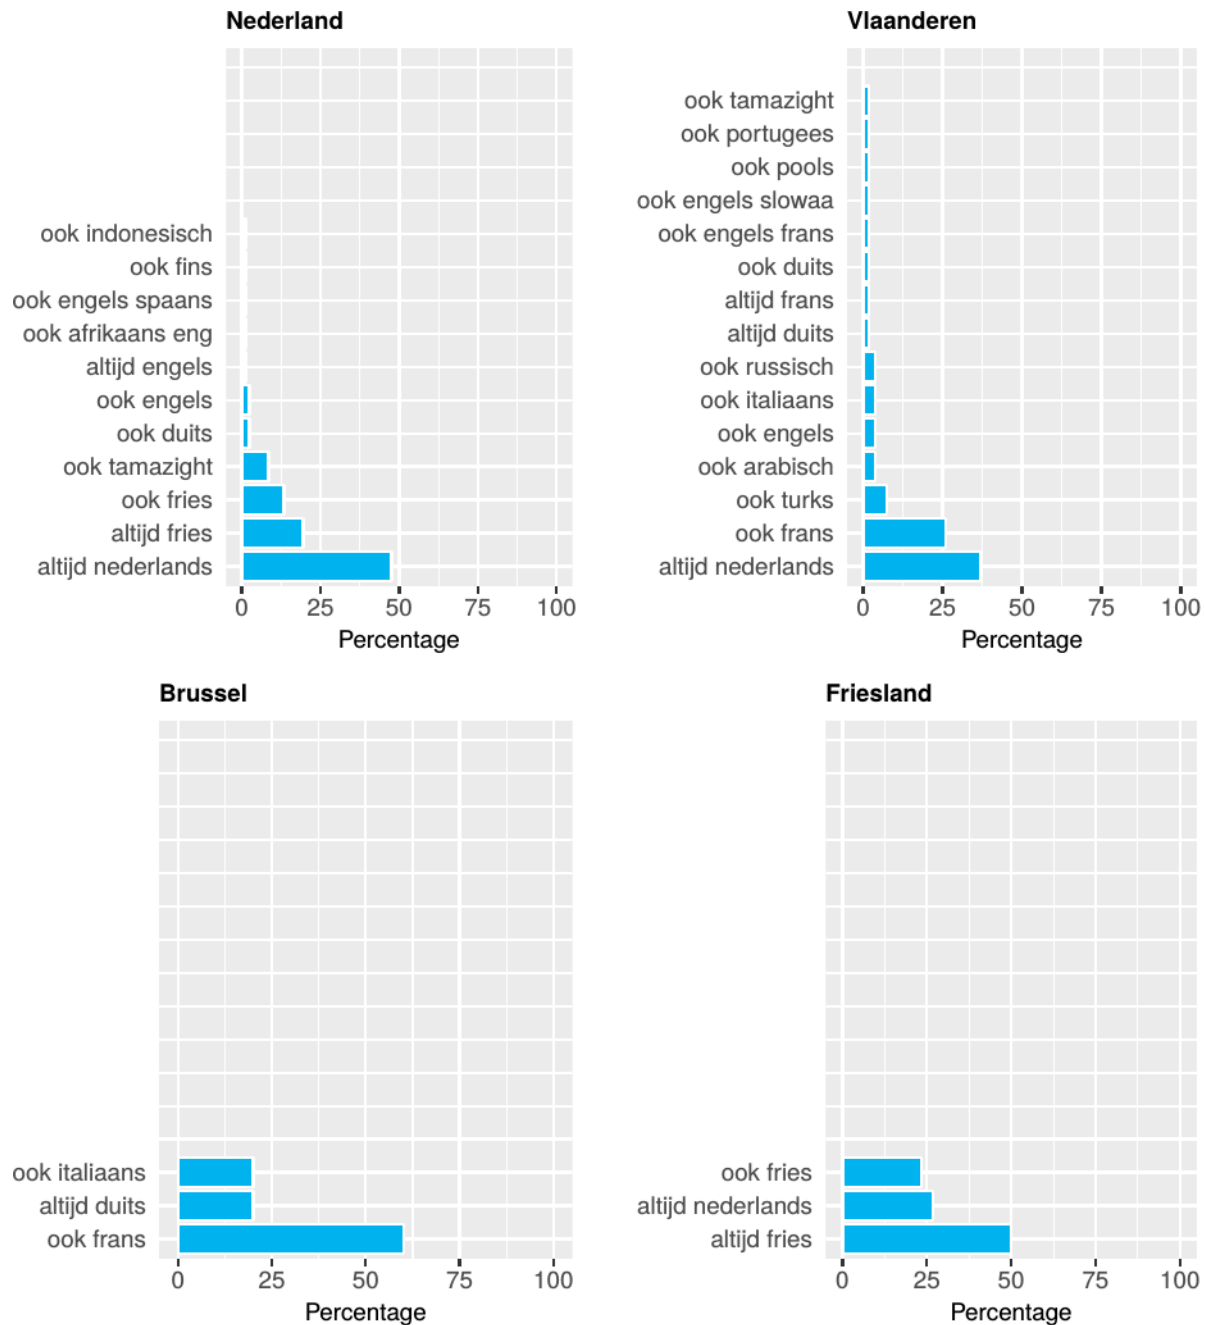 Nederland
ook indonesisch
ook fins
ook engels spaans
ook afrikaans eng
altijd engels
ook engels
ook duits
ook tamazight
ook fries
altijd fries
altijd nederlands
0 25 50 75 100
Percentage
Vlaanderen
ook tamazight
ook portugees
ook pools
ook engels slowaa
ook engels frans
ook duits
altijd frans
altijd duits
ook russisch
ook italiaans
ook engels
ook arabisch
ook turks
ook frans
altijd nederlands
0 25 50 75 100
Percentage
Brussel
ook italiaans
altijd duits
ook frans
0 25 50 75 100
Percentage
Friesland
ook fries
altijd nederlands
altijd fries
0 25 50 75 100
Percentage